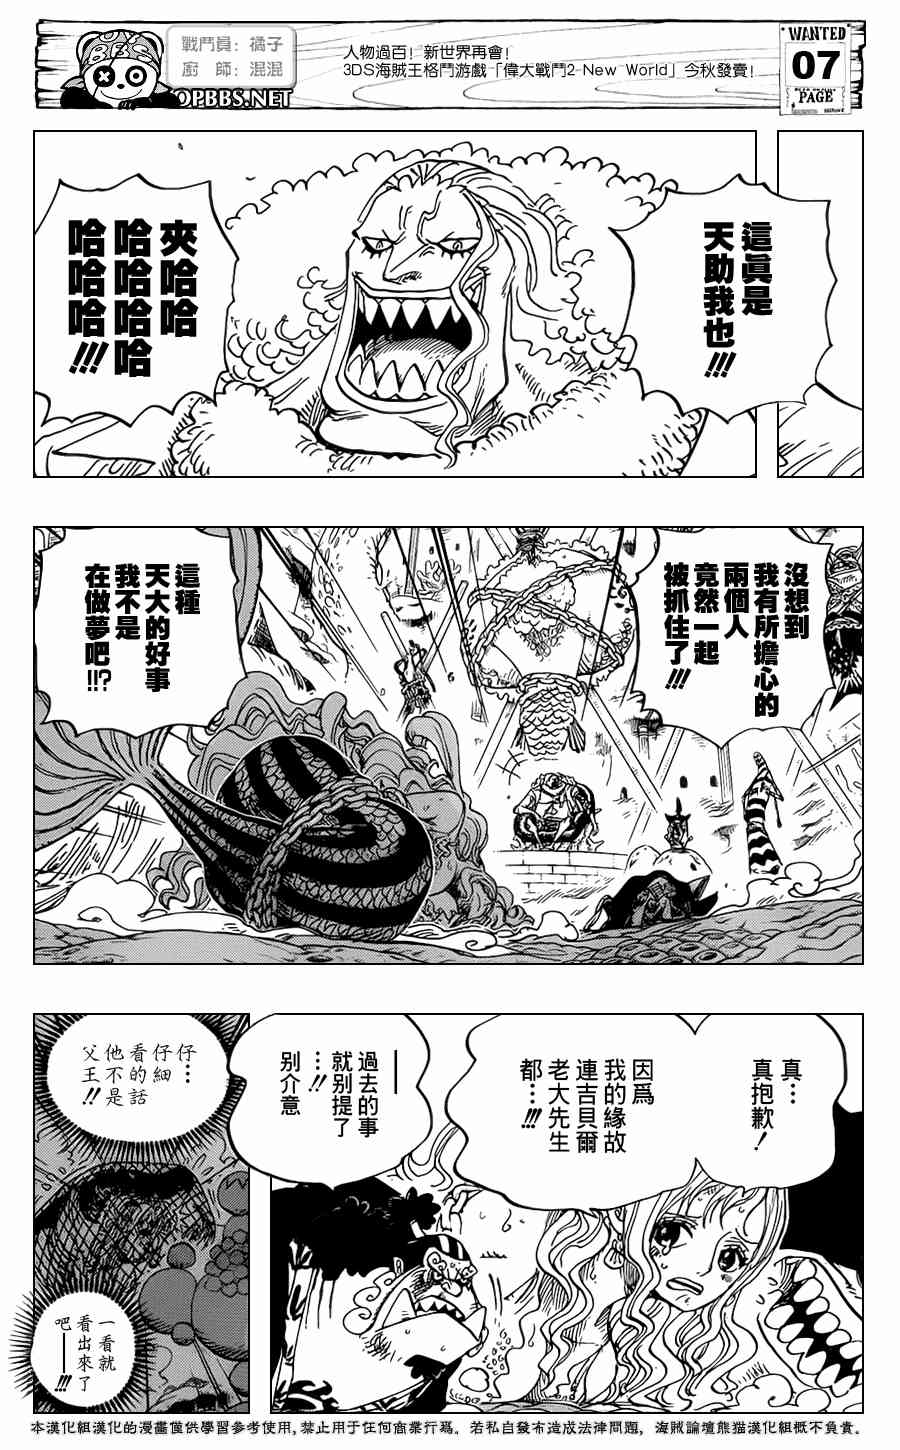 戰鬥員：橘子
廚　師：混混
OPBBS.NET
人物過百！新世界再會！
3DS海賊王格鬥游戲「偉大戰鬥2 New World」今秋發賣！
WANTED
07
PAGE
這眞是
天助我也!!!
夾哈哈
哈哈哈哈
哈哈哈!!!
沒想到
我有所擔心的
兩個人
竟然一起
被抓住了!!!
這種
天大的好事
我不是
在做夢吧!!?
真…
真抱歉!
因爲
我的緣故
連吉貝爾
老大先生
都…!!!
——
過去的事
就別提了
…!!
别介意
仔…
仔細
看的話
他不是
父王!!
一看就
看出來了
吧——!!!
本漢化組漢化的漫畫僅供學習參考使用,禁止用于任何商業行爲。若私自發布造成法律問題，海賊論壇熊猫漢化組概不負責。